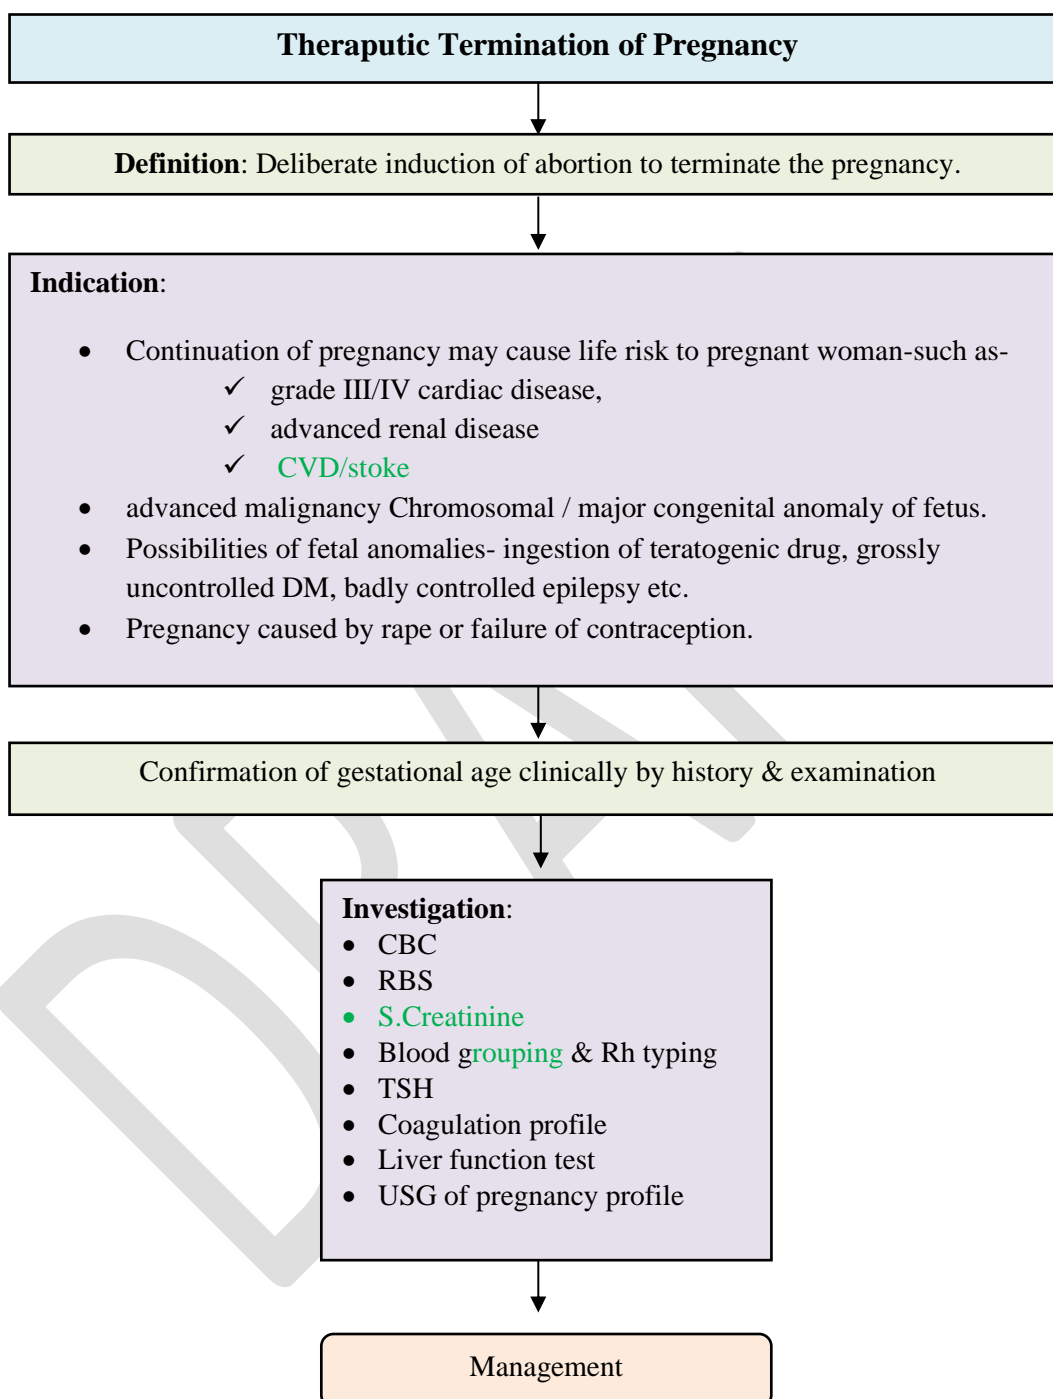 Theraputic Termination of Pregnancy
Definition: Deliberate induction of abortion to terminate the pregnancy.
Indication:
• Continuation of pregnancy may cause life risk to pregnant woman-such as-
✓ grade III/IV cardiac disease,
✓ advanced renal disease
✓ CVD/stoke
• advanced malignancy Chromosomal / major congenital anomaly of fetus.
• Possibilities of fetal anomalies- ingestion of teratogenic drug, grossly
uncontrolled DM, badly controlled epilepsy etc.
• Pregnancy caused by rape or failure of contraception.
Confirmation of gestational age clinically by history & examination
Investigation:
• CBC
• RBS
• S.Creatinine
• Blood grouping & Rh typing
• TSH
• Coagulation profile
• Liver function test
• USG of pregnancy profile
Management